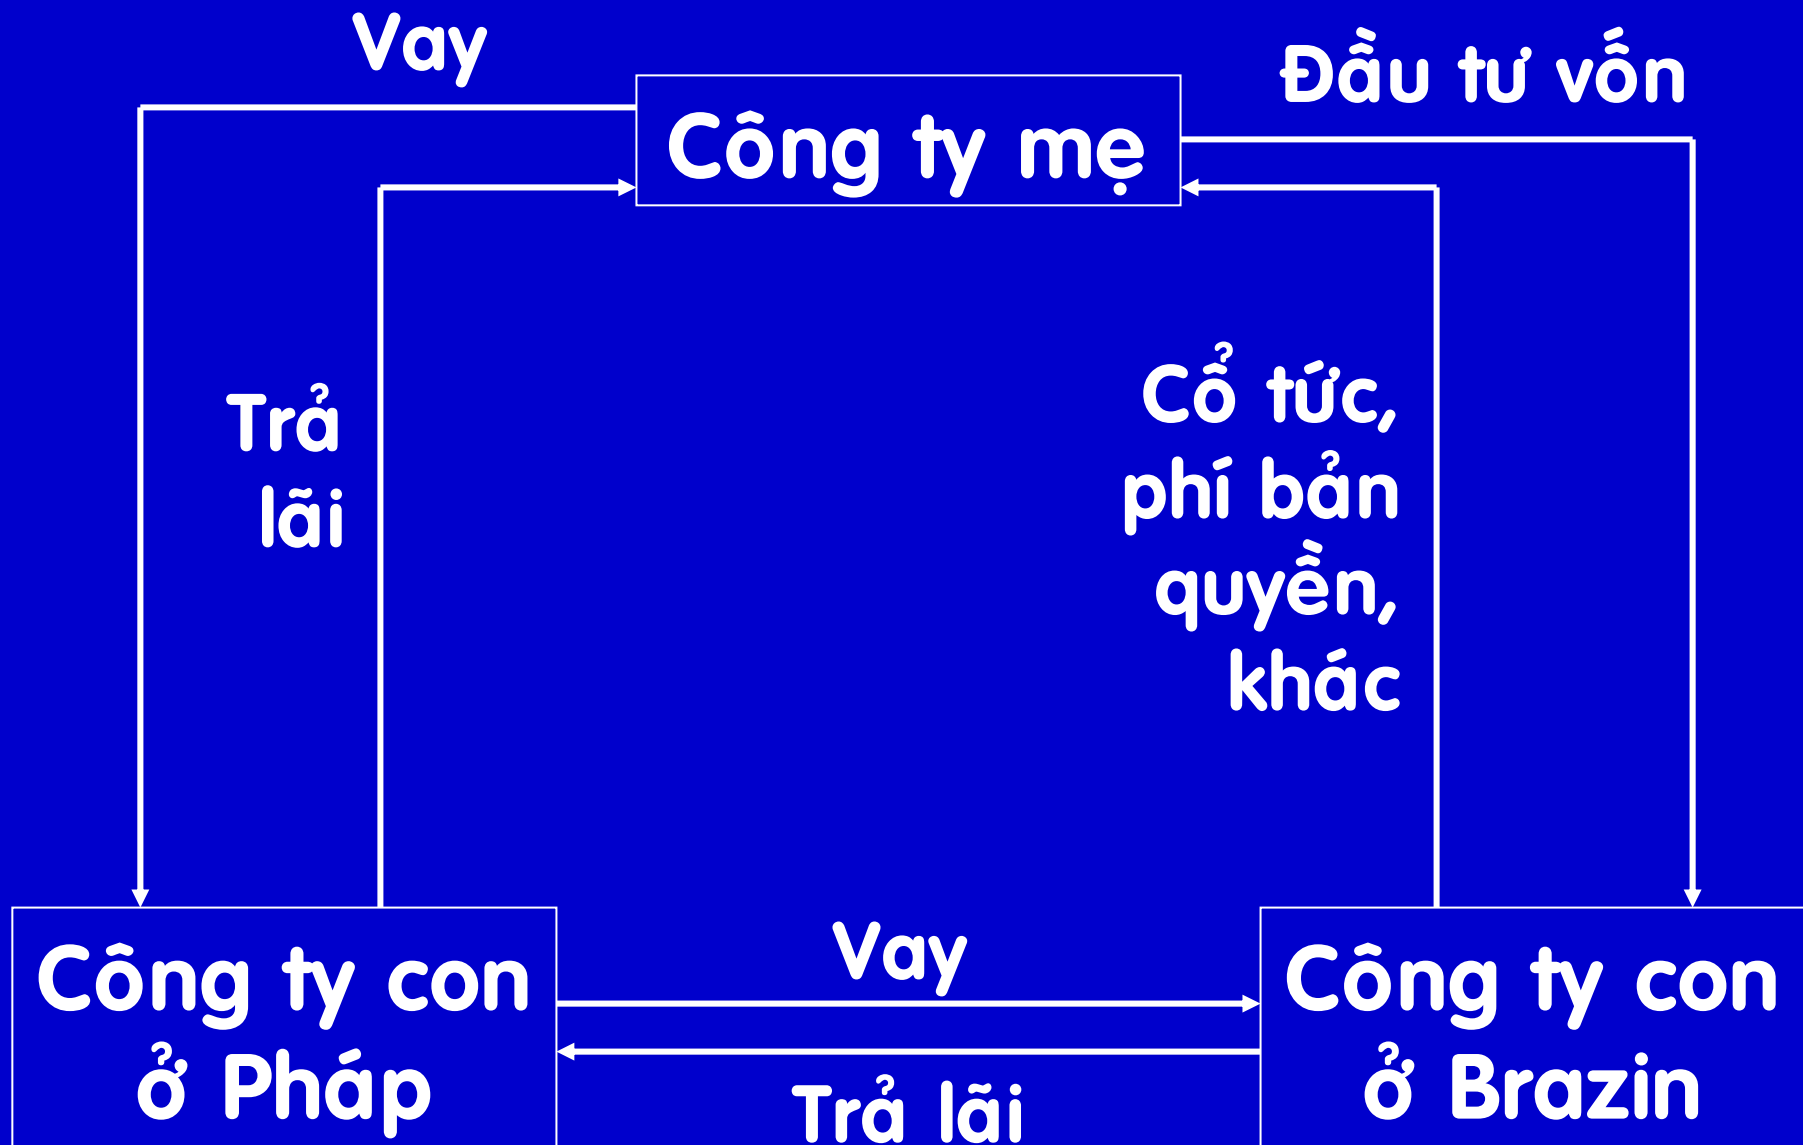 Vay
Đầu tư vốn
Công ty mẹ
Trả
lãi
Cổ tức,
phí bản
quyền,
khác
Công ty con
ở Pháp
Vay
Trả lãi
Công ty con
ở Brazin